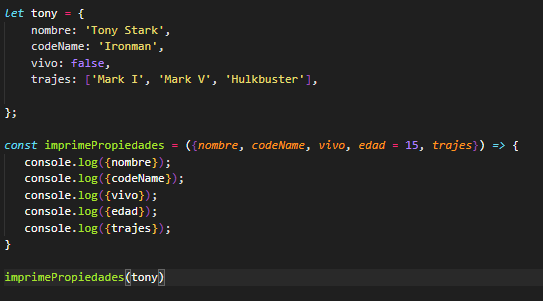 let tony = {
    nombre: 'Tony Stark',
    codeName: 'Ironman',
    vivo: false,
    trajes: ['Mark I', 'Mark V', 'Hulkbuster'],
};
const imprimePropiedades = ({nombre, codeName, vivo, edad = 15, trajes}) => {
   console.log({nombre});
   console.log({codeName});
   console.log({vivo});
   console.log({edad});
   console.log({trajes});
}
imprimePropiedades(tony)